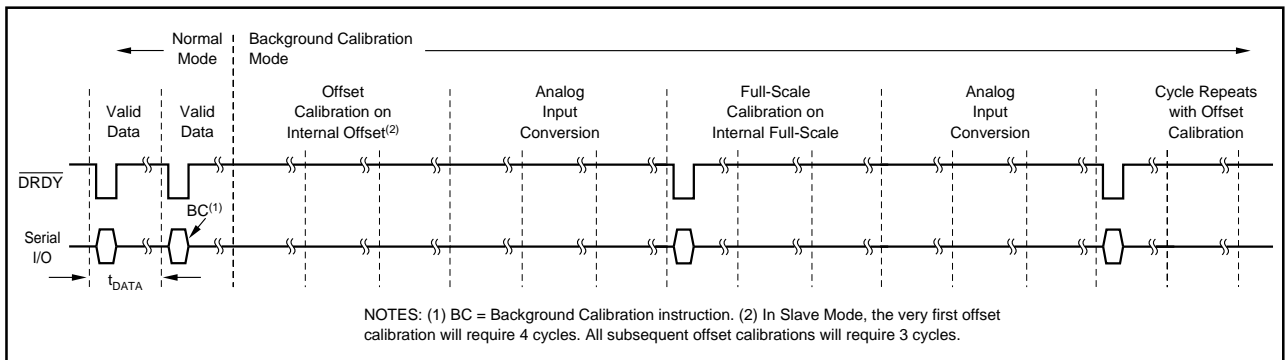 Normal
Mode
Background Calibration
Mode
Valid
Data
Valid
Data
Offset
Calibration on
Internal Offset(2)
Analog
Input
Conversion
Full-Scale
Calibration on
Internal Full-Scale
Analog
Input
Conversion
Cycle Repeats
with Offset
Calibration
DRDY
BC(1)
Serial
I/O
tDATA
NOTES: (1) BC = Background Calibration instruction. (2) In Slave Mode, the very first offset
calibration will require 4 cycles. All subsequent offset calibrations will require 3 cycles.